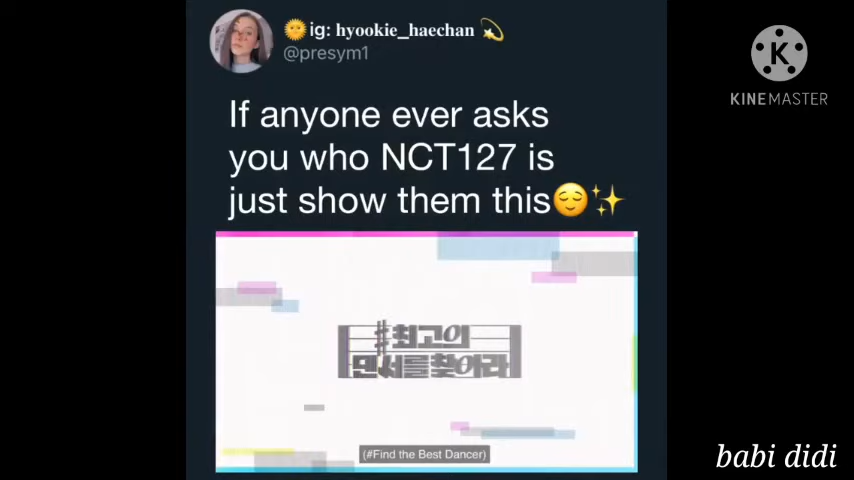 🌞ig: hyookie_haechan 💫
@presym1
If anyone ever asks
you who NCT127 is
just show them this😌✨
#최고의
댄서를찾아라
(#Find the Best Dancer)
KINEMASTER
babi didi